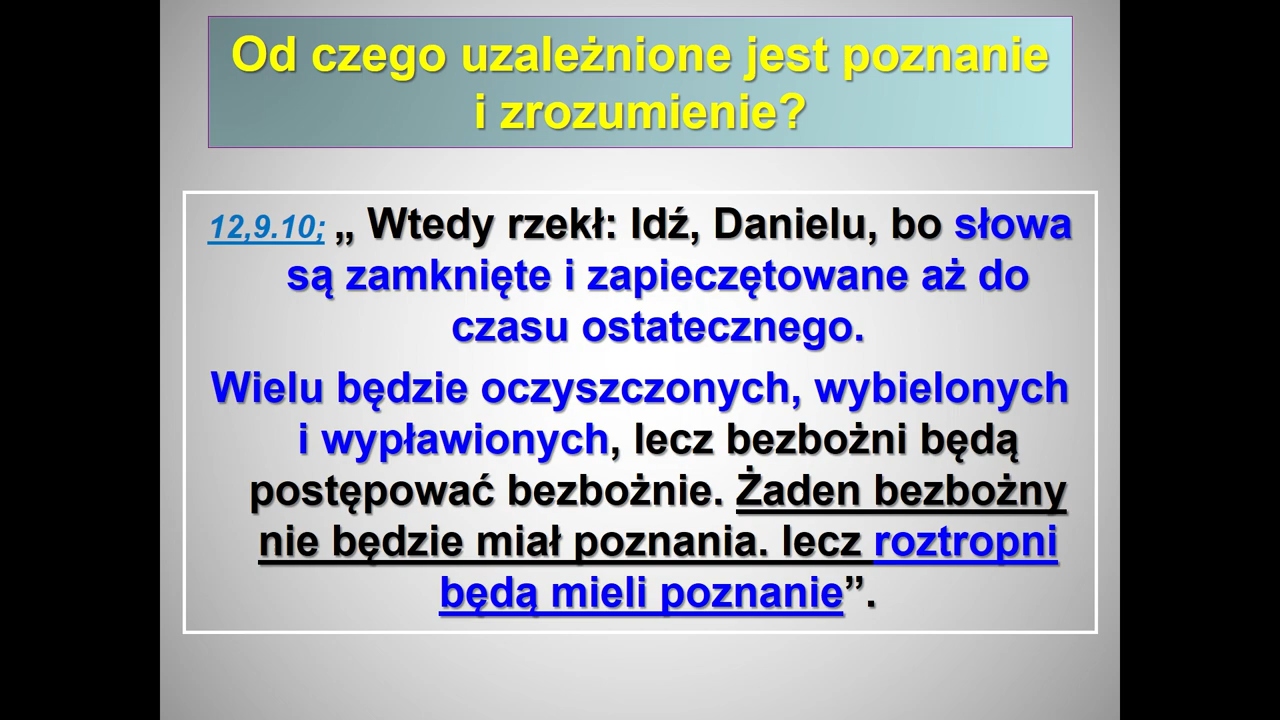 Od czego uzależnione jest poznanie
i zrozumienie?
12,9.10; „ Wtedy rzekł: Idź, Danielu, bo słowa
są zamknięte i zapieczętowane aż do
czasu ostatecznego.
Wielu będzie oczyszczonych, wybielonych
i wypławionych, lecz bezbożni będą
postępować bezbożnie. Żaden bezbożny
nie będzie miał poznania. lecz roztropni
będą mieli poznanie”.